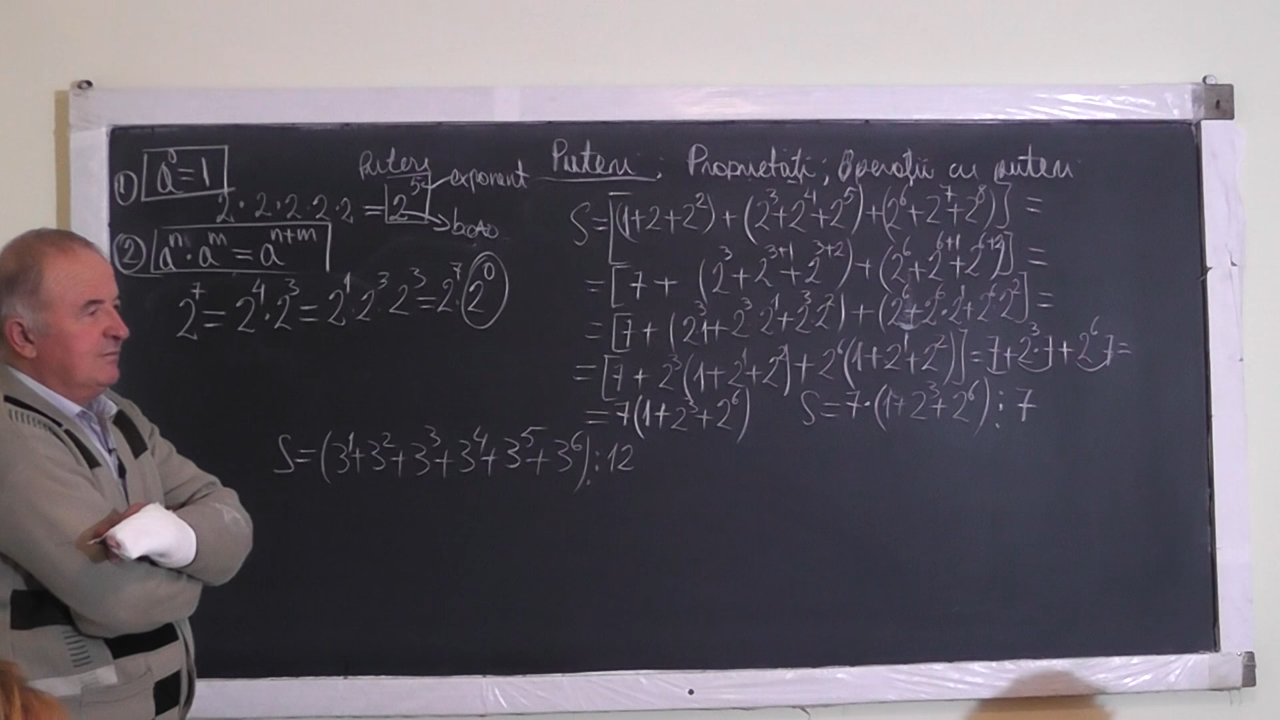 Puteri; Proprietăți; Operații cu puteri
1) a⁰=1
putere
exponent
2·2·2·2·2=2⁵
bază
2) aⁿ·aᵐ=aⁿ⁺ᵐ
2⁷=2⁴·2³=2¹·2³·2³=2⁷·2⁰
S=[(1+2+2²)+(2³+2⁴+2⁵)+(2⁶+2⁷+2⁸)]=
=[7+(2³+2³⁺¹+2³⁺²)+(2⁶+2⁶⁺¹+2⁶⁺²)]=
=[7+(2³·1+2³·2¹+2³·2²)+(2⁶+2⁶·2¹+2⁶·2²]=
=[7+2³(1+2¹+2²)+2⁶(1+2¹+2²)]=7+2³·7+2⁶·7=
=7(1+2³+2⁶) S=7·(1+2³+2⁶)⋮7
S=(3¹+3²+3³+3⁴+3⁵+3⁶)⋮12